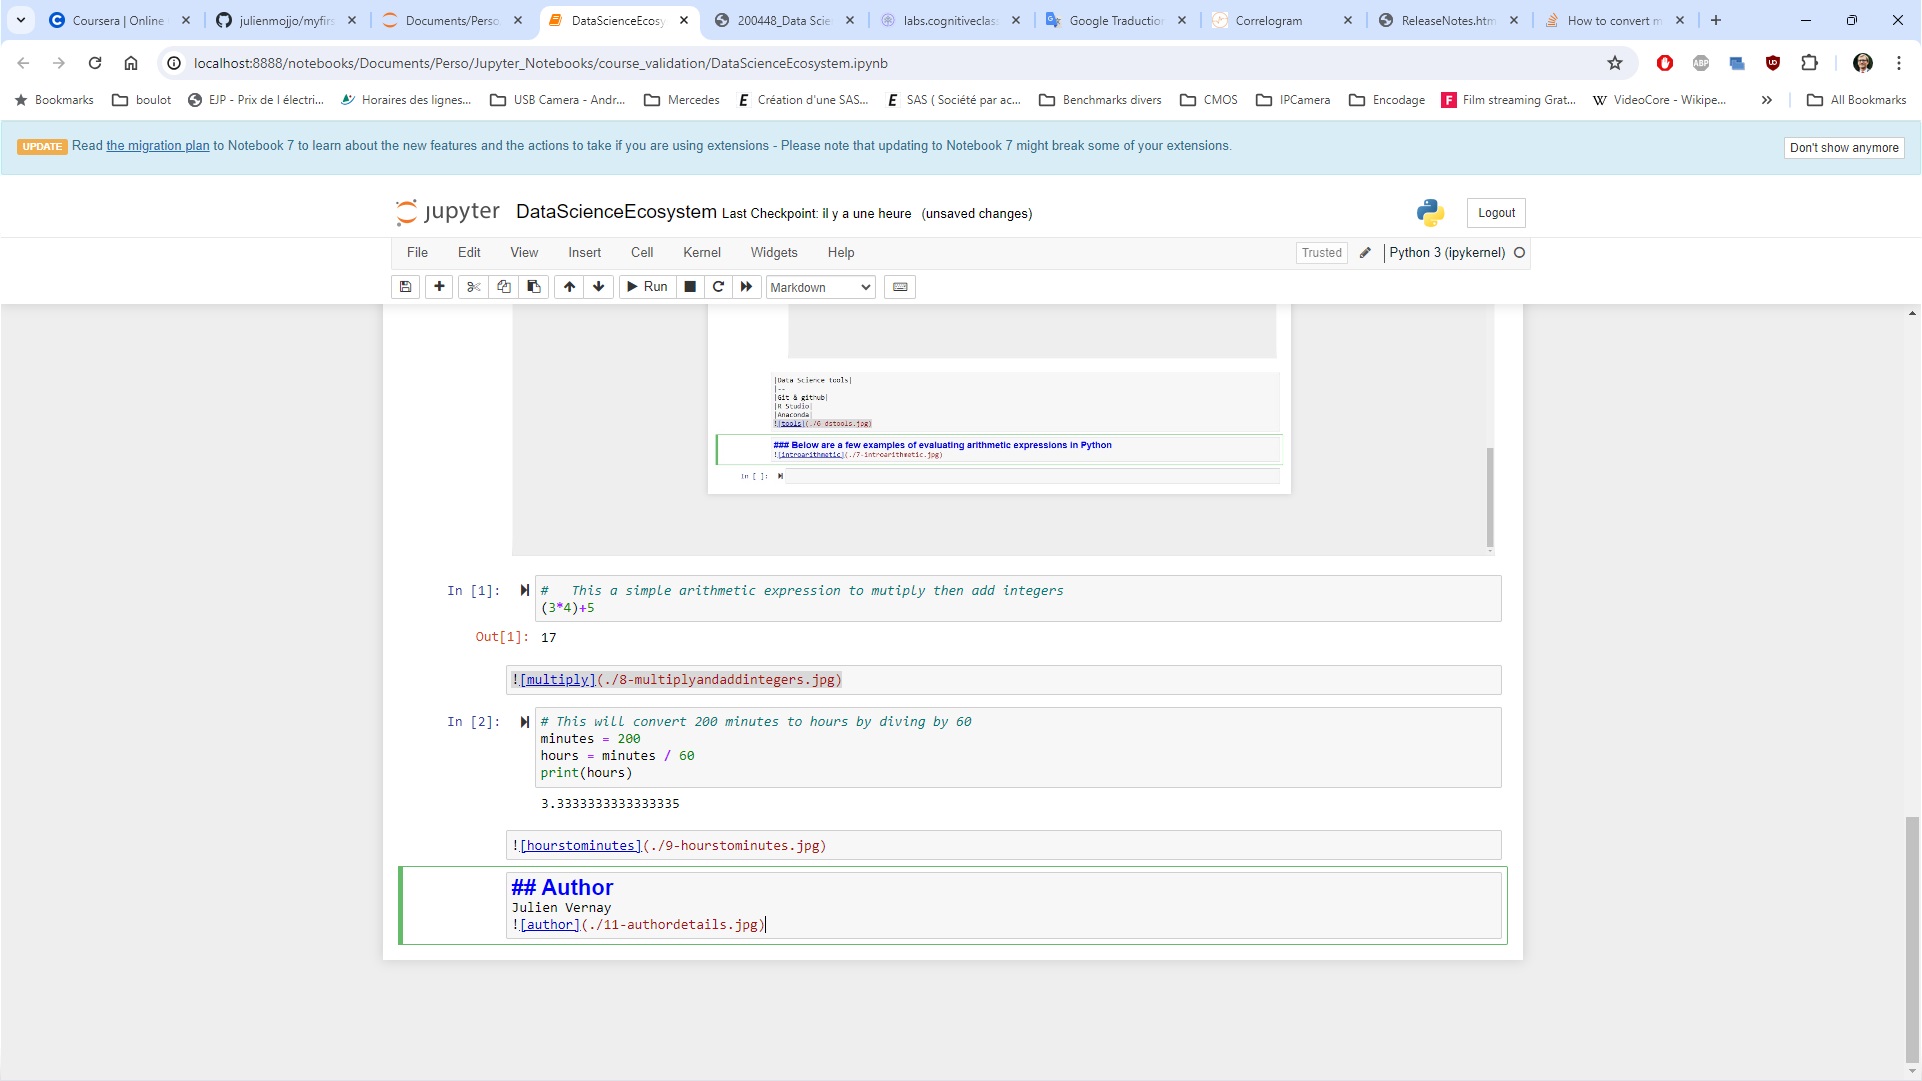 Coursera | Online
julienmojjo/myfirs
Documents/Perso
DataScienceEcosy
200448_Data Scie
labs.cognitiveclas
Google Traduction
Correlogram
ReleaseNotes.htm
How to convert m
localhost:8888/notebooks/Documents/Perso/Jupyter_Notebooks/course_validation/DataScienceEcosystem.ipynb
ABP
Bookmarks
boulot
EJP - Prix de l électri...
Horaires des lignes...
USB Camera - Andr...
Mercedes
E Création d'une SAS...
E SAS ( Société par ac...
Benchmarks divers
CMOS
IPCamera
Encodage
F Film streaming Grat...
W VideoCore - Wikipe...
»
All Bookmarks
UPDATE Read the migration plan to Notebook 7 to learn about the new features and the actions to take if you are using extensions - Please note that updating to Notebook 7 might break some of your extensions.
Don't show anymore
jupyter DataScienceEcosystem Last Checkpoint: il y a une heure (unsaved changes)
Logout
File Edit View Insert Cell Kernel Widgets Help
Trusted
Python 3 (ipykernel)
Run
Markdown
|Data Science tools|
|--
|Git & github|
|R Studio|
|Anaconda|
![tools](./6-dstools.jpg)
### Below are a few examples of evaluating arithmetic expressions in Python
![introarithmetic](./7-introarithmetic.jpg)
In [ ]:
In [1]:
#   This a simple arithmetic expression to mutiply then add integers
(3*4)+5
Out[1]: 17
![multiply](./8-multiplyandaddintegers.jpg)
In [2]:
# This will convert 200 minutes to hours by diving by 60
minutes = 200
hours = minutes / 60
print(hours)
3.3333333333333335
![hourstominutes](./9-hourstominutes.jpg)
## Author
Julien Vernay
![author](./11-authordetails.jpg)